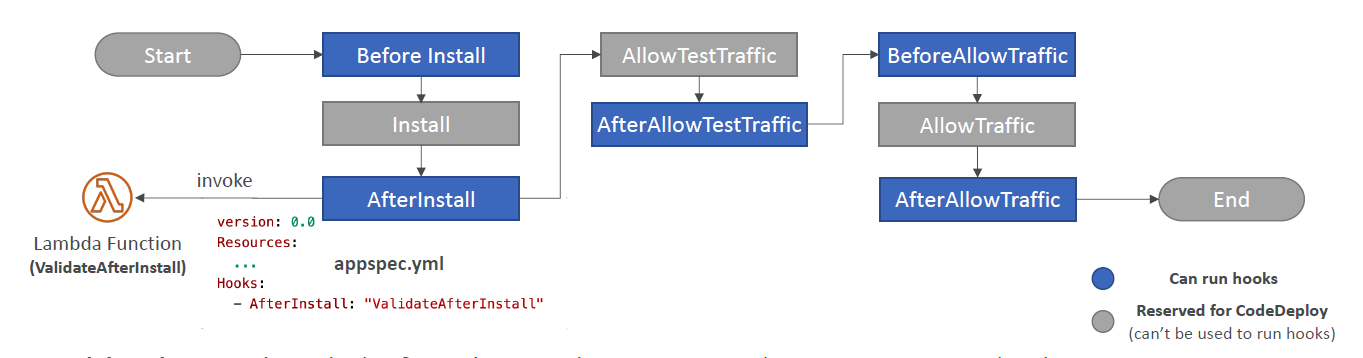 Start
Before Install
Install
AfterInstall
AllowTestTraffic
AfterAllowTestTraffic
BeforeAllowTraffic
AllowTraffic
AfterAllowTraffic
End
invoke
Lambda Function
(ValidateAfterInstall)
version: 0.0
Resources:
...
Hooks:
- AfterInstall: "ValidateAfterInstall"
appspec.yml
Can run hooks
Reserved for CodeDeploy
(can't be used to run hooks)